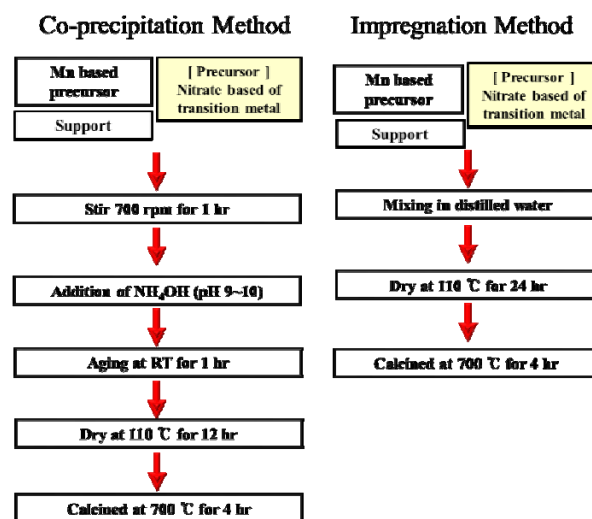 Co-precipitation Method
Mn based
precursor
[ Precursor ]
Nitrate based of
transition metal
Support
Stir 700 rpm for 1 hr
Addition of NH₄OH (pH 9~10)
Aging at RT for 1 hr
Dry at 110 ℃ for 12 hr
Calcined at 700 ℃ for 4 hr
Impregnation Method
Mn based
precursor
[ Precursor ]
Nitrate based of
transition metal
Support
Mixing in distilled water
Dry at 110 ℃ for 24 hr
Calcined at 700 ℃ for 4 hr